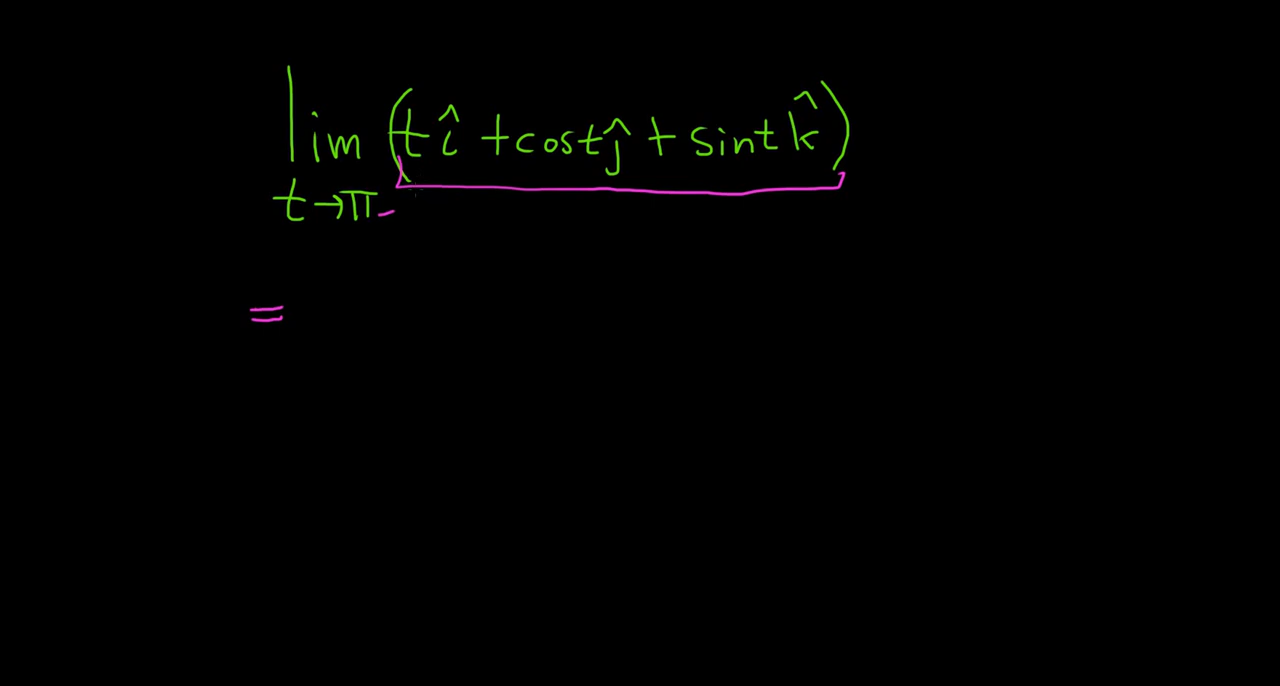 lim (t î + cos t ĵ + sin t k̂)
t→π
=